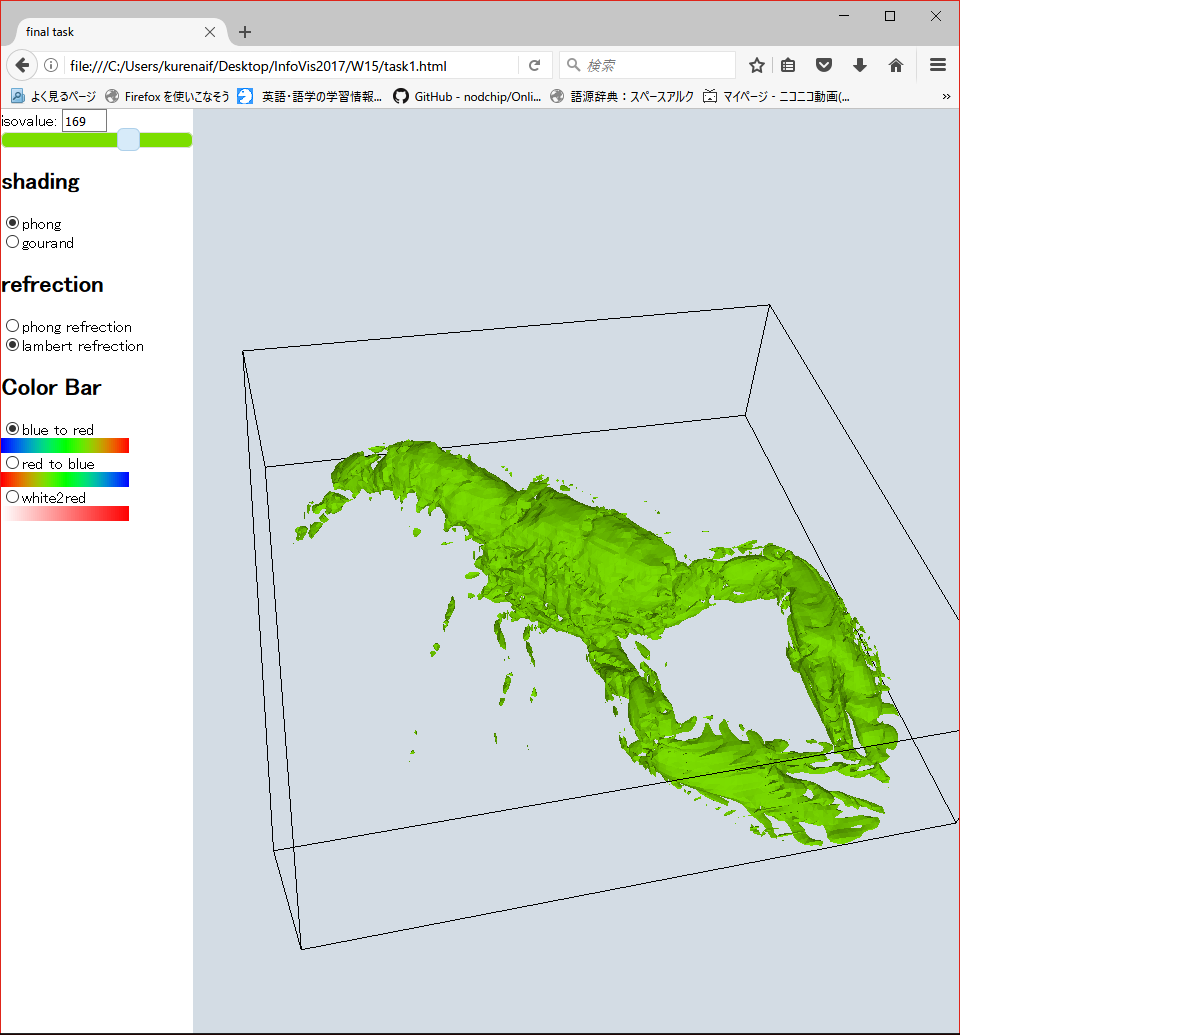 final task
file:///C:/Users/kurenaif/Desktop/InfoVis2017/W15/task1.html
検索
よく見るページ
Firefox を使いこなそう
英語・語学の学習情報...
GitHub - nodchip/Onli...
語源辞典：スペースアルク
マイページ - ニコニコ動画(...
isovalue: 169
shading
phong
gourand
refrection
phong refrection
lambert refrection
Color Bar
blue to red
red to blue
white2red